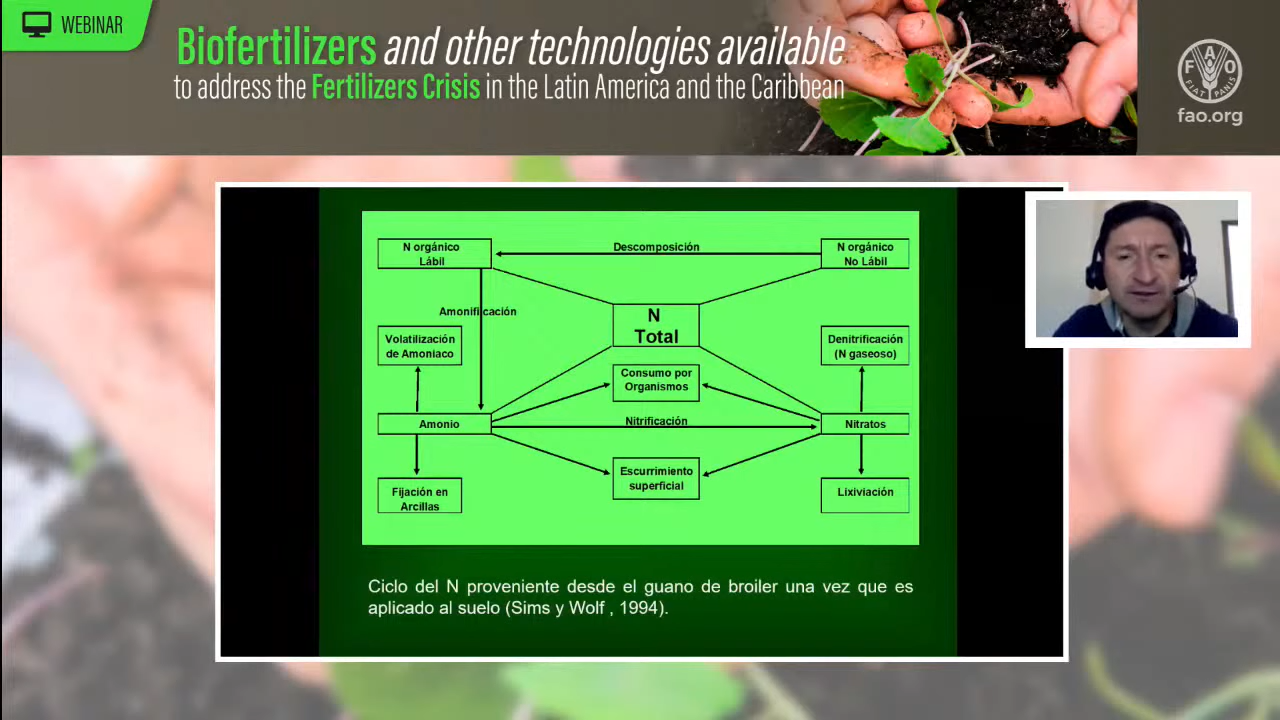 WEBINAR
Biofertilizers and other technologies available
to address the Fertilizers Crisis in the Latin America and the Caribbean
F A O
FIAT PANIS
fao.org
N orgánico
Lábil
Descomposición
N orgánico
No Lábil
Amonificación
N
Total
Volatilización
de Amoniaco
Denitrificación
(N gaseoso)
Consumo por
Organismos
Amonio
Nitrificación
Nitratos
Escurrimiento
superficial
Fijación en
Arcillas
Lixiviación
Ciclo del N proveniente desde el guano de broiler una vez que es
aplicado al suelo (Sims y Wolf , 1994).